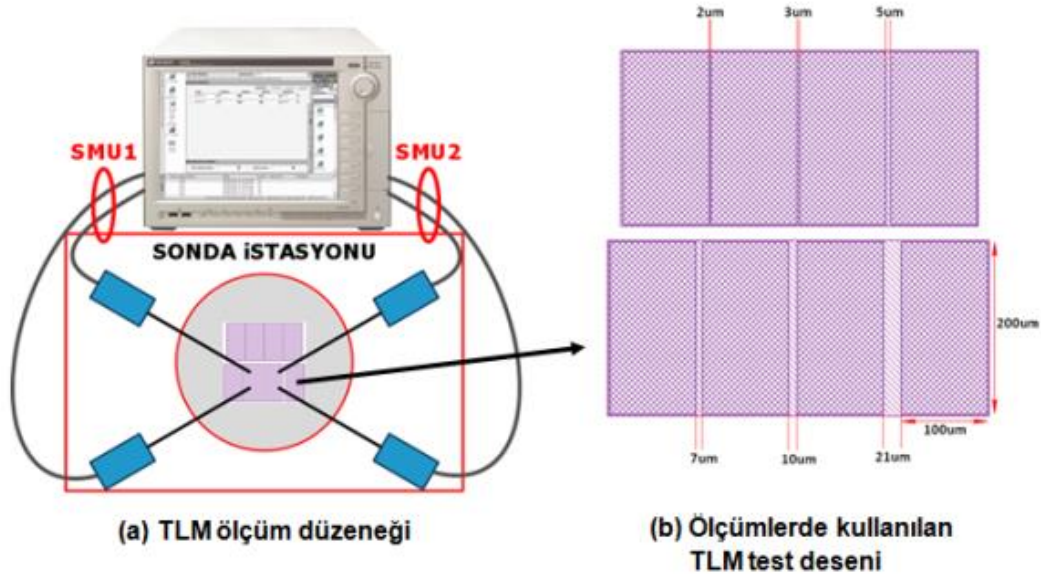 2um 3um 5um
SMU1 SMU2
SONDA iSTASYONU
200um
100um
7um 10um 21um
(a) TLM ölçüm düzeneği
(b) Ölçümlerde kullanılan
TLM test deseni